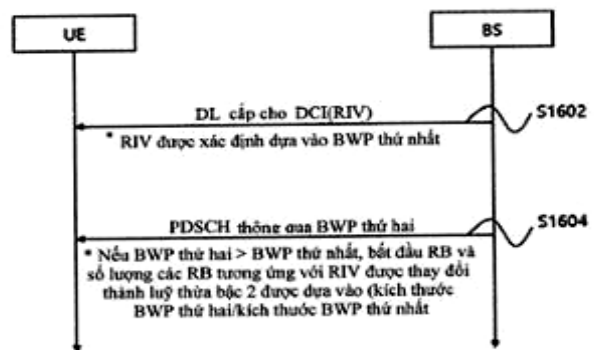 UE
BS
DL cấp cho DCI(RIV)
S1602
* RIV được xác định dựa vào BWP thứ nhất
PDSCH thông qua BWP thứ hai
S1604
* Nếu BWP thứ hai > BWP thứ nhất, bắt đầu RB và
số lượng các RB tương ứng với RIV được thay đổi
thành luỹ thừa bậc 2 được dựa vào (kích thước
BWP thứ hai/kích thước BWP thứ nhất